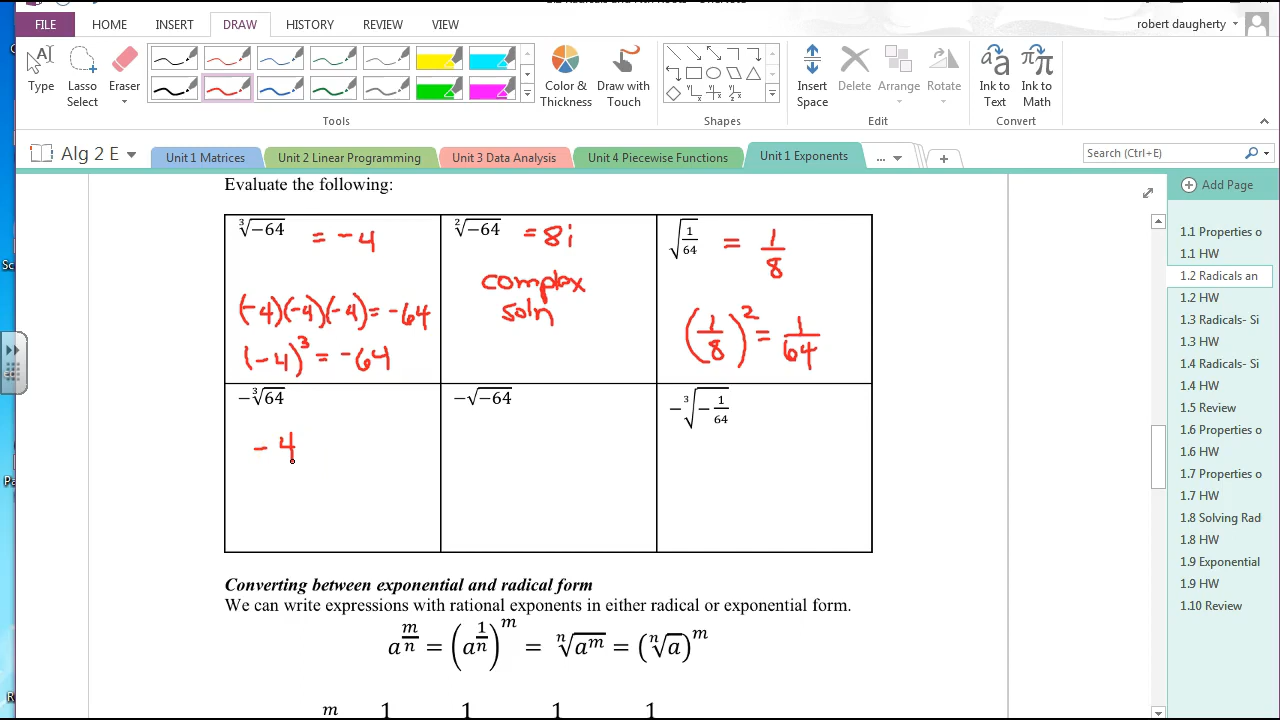 FILE HOME INSERT DRAW HISTORY REVIEW VIEW robert daugherty
Type Lasso Select Eraser Color & Thickness Draw with Touch Insert Space Delete Arrange Rotate Ink to Text Ink to Math
Tools Shapes Edit Convert
Alg 2 E Unit 1 Matrices Unit 2 Linear Programming Unit 3 Data Analysis Unit 4 Piecewise Functions Unit 1 Exponents ... Search (Ctrl+E)
Add Page
1.1 Properties o
1.1 HW
1.2 Radicals an
1.2 HW
1.3 Radicals- Si
1.3 HW
1.4 Radicals- Si
1.4 HW
1.5 Review
1.6 Properties o
1.6 HW
1.7 Properties o
1.7 HW
1.8 Solving Rad
1.8 HW
1.9 Exponential
1.9 HW
1.10 Review
Evaluate the following:
∛(−64) = −4
(−4)(−4)(−4) = −64
(−4)³ = −64
²√(−64) = 8i
complex
soln
√(1/64) = 1/8
(1/8)² = 1/64
−∛64
−4
−√(−64)
−∛(−1/64)
Converting between exponential and radical form
We can write expressions with rational exponents in either radical or exponential form.
a^(m/n) = (a^(1/n))^m = ⁿ√(a^m) = (ⁿ√a)^m
m 1 1 1 1